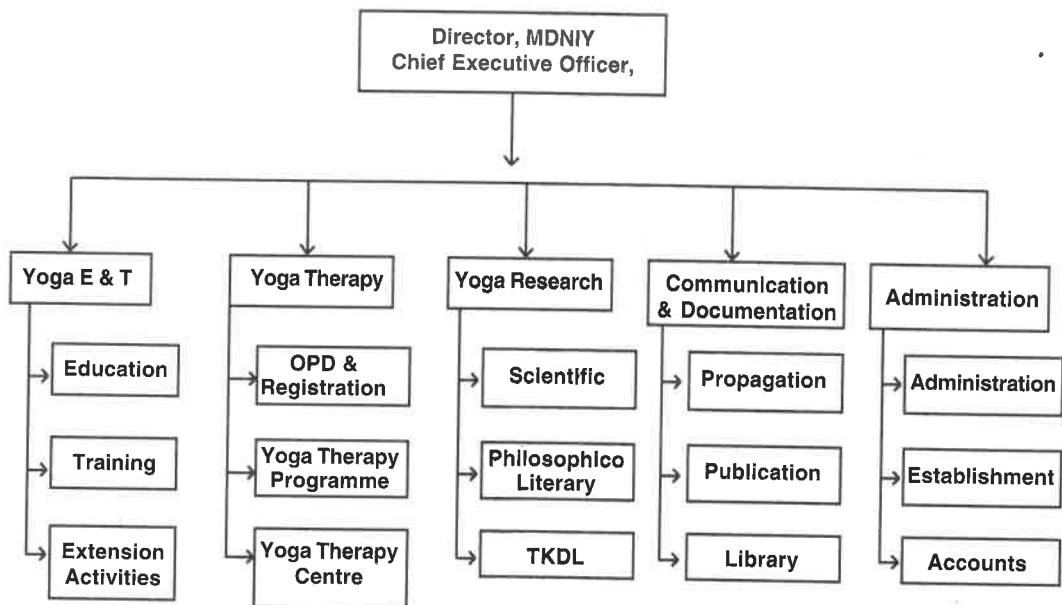 Director, MDNIY
Chief Executive Officer,
Yoga E & T
Yoga Therapy
Yoga Research
Communication
& Documentation
Administration
Education
OPD &
Registration
Scientific
Propagation
Administration
Training
Yoga Therapy
Programme
Philosophico
Literary
Publication
Establishment
Extension
Activities
Yoga Therapy
Centre
TKDL
Library
Accounts